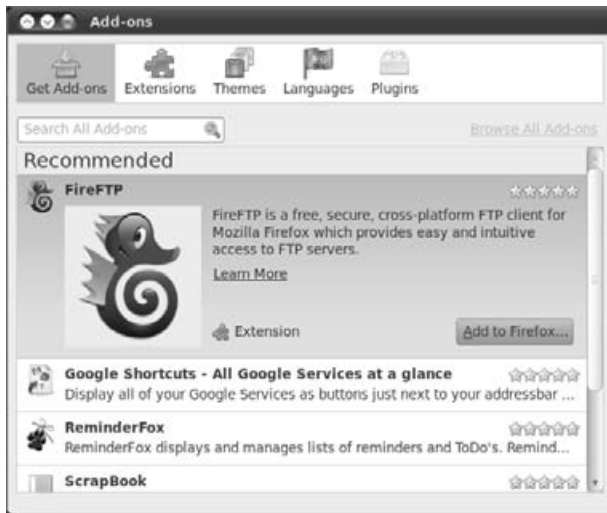 Add-ons
Get Add-ons Extensions Themes Languages Plugins
Search All Add-ons Browse All Add-ons
Recommended
FireFTP
FireFTP is a free, secure, cross-platform FTP client for
Mozilla Firefox which provides easy and intuitive
access to FTP servers.
Learn More
Extension Add to Firefox...
Google Shortcuts - All Google Services at a glance
Display all of your Google Services as buttons just next to your addressbar ...
ReminderFox
ReminderFox displays and manages lists of reminders and ToDo's. Remind...
ScrapBook